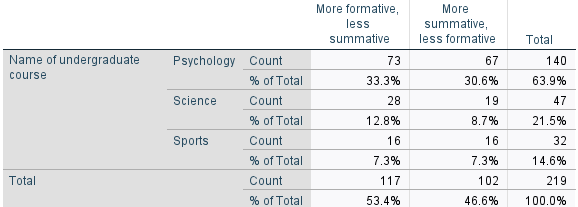 More formative, less summative More summative, less formative Total
Name of undergraduate course Psychology Count 73 67 140
% of Total 33.3% 30.6% 63.9%
Science Count 28 19 47
% of Total 12.8% 8.7% 21.5%
Sports Count 16 16 32
% of Total 7.3% 7.3% 14.6%
Total Count 117 102 219
% of Total 53.4% 46.6% 100.0%